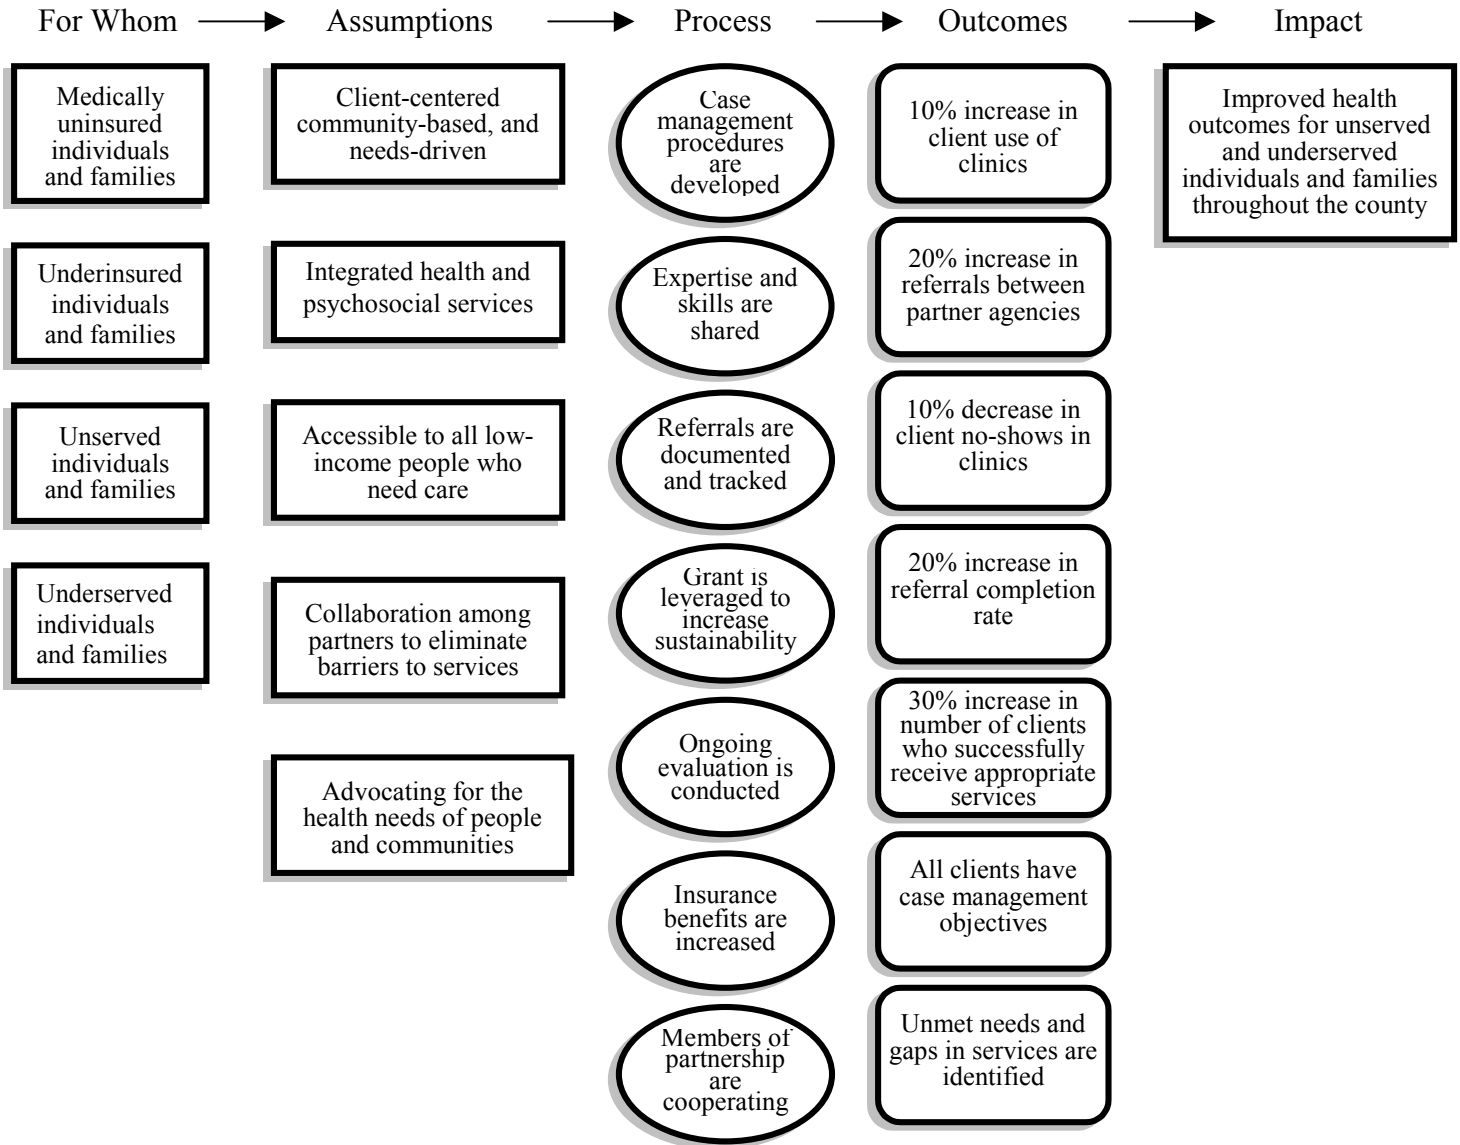 For Whom
Assumptions
Process
Outcomes
Impact
Medically
uninsured
individuals
and families
Underinsured
individuals
and families
Unserved
individuals
and families
Underserved
individuals
and families
Client-centered
community-based, and
needs-driven
Integrated health and
psychosocial services
Accessible to all low-
income people who
need care
Collaboration among
partners to eliminate
barriers to services
Advocating for the
health needs of people
and communities
Case
management
procedures
are
developed
Expertise and
skills are
shared
Referrals are
documented
and tracked
Grant is
leveraged to
increase
sustainability
Ongoing
evaluation is
conducted
Insurance
benefits are
increased
Members of
partnership
are
cooperating
10% increase in
client use of
clinics
20% increase in
referrals between
partner agencies
10% decrease in
client no-shows in
clinics
20% increase in
referral completion
rate
30% increase in
number of clients
who successfully
receive appropriate
services
All clients have
case management
objectives
Unmet needs and
gaps in services are
identified
Improved health
outcomes for unserved
and underserved
individuals and families
throughout the county